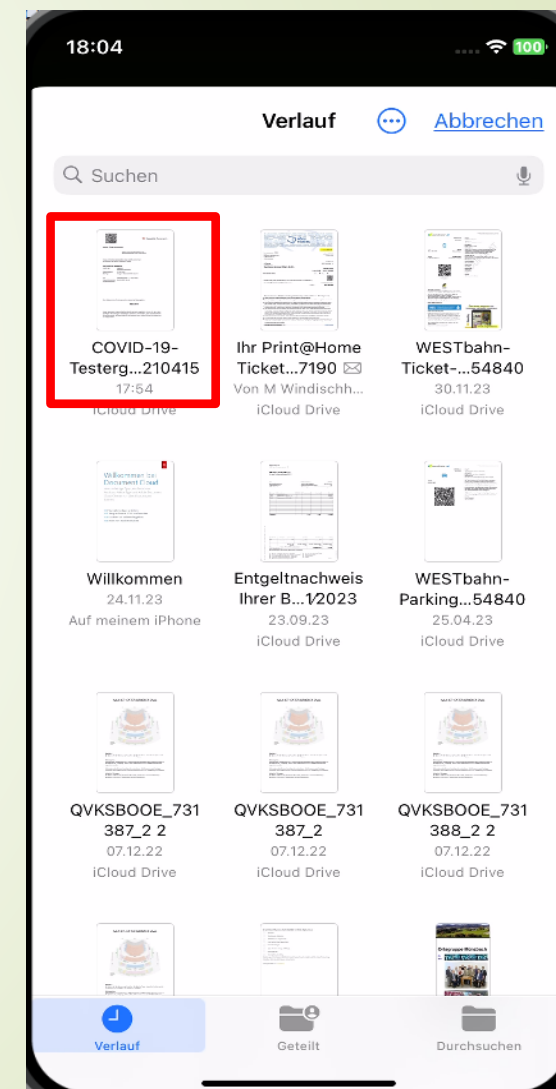 18:04
100
Verlauf
Abbrechen
Suchen
COVID-19-
Testerg...210415
17:54
iCloud Drive
Ihr Print@Home
Ticket...7190
Von M Windischh...
iCloud Drive
WESTbahn-
Ticket-...54840
30.11.23
iCloud Drive
Willkommen bei
Document Cloud
Willkommen
24.11.23
Auf meinem iPhone
Entgeltnachweis
Ihrer B...1⁄2023
23.09.23
iCloud Drive
WESTbahn-
Parking...54840
25.04.23
iCloud Drive
QVKSBOOE_731
387_2 2
07.12.22
iCloud Drive
QVKSBOOE_731
387_2
07.12.22
iCloud Drive
QVKSBOOE_731
388_2 2
07.12.22
iCloud Drive
Verlauf
Geteilt
Durchsuchen